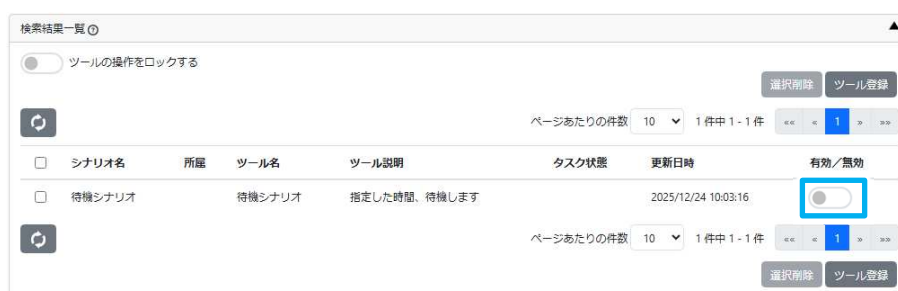 検索結果一覧 ?
ツールの操作をロックする
選択削除 ツール登録
ページあたりの件数 10 1 件中 1 - 1 件 «« « 1 » »»
シナリオ名 所属 ツール名 ツール説明 タスク状態 更新日時 有効/無効
待機シナリオ 待機シナリオ 指定した時間、待機します 2025/12/24 10:03:16
ページあたりの件数 10 1 件中 1 - 1 件 «« « 1 » »»
選択削除 ツール登録